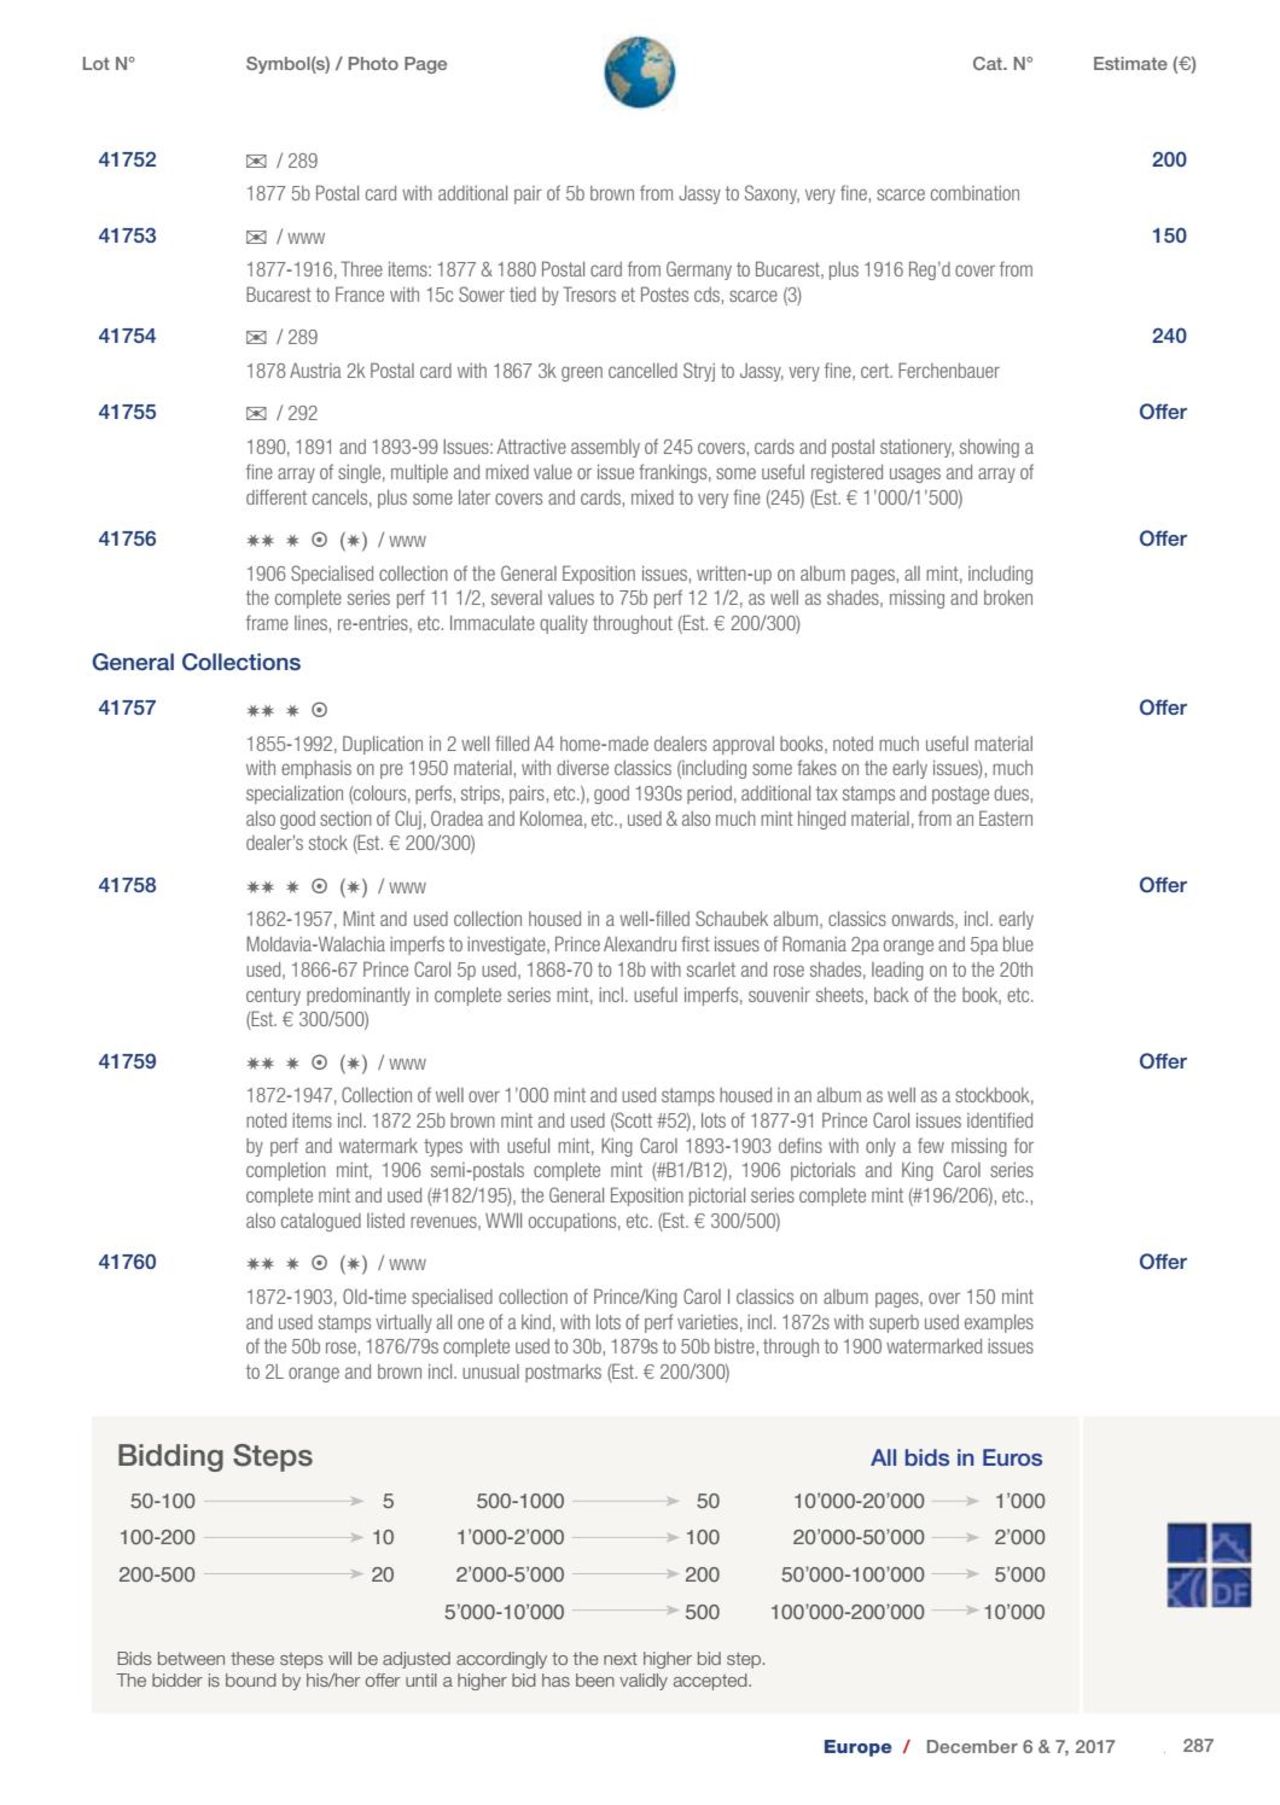 Lot N° Symbol(s) / Photo Page Cat. N° Estimate (€)
41752 ✉ / 289 200
1877 5b Postal card with additional pair of 5b brown from Jassy to Saxony, very fine, scarce combination
41753 ✉ / www 150
1877-1916, Three items: 1877 & 1880 Postal card from Germany to Bucarest, plus 1916 Reg'd cover from
Bucarest to France with 15c Sower tied by Tresors et Postes cds, scarce (3)
41754 ✉ / 289 240
1878 Austria 2k Postal card with 1867 3k green cancelled Stryj to Jassy, very fine, cert. Ferchenbauer
41755 ✉ / 292 Offer
1890, 1891 and 1893-99 Issues: Attractive assembly of 245 covers, cards and postal stationery, showing a
fine array of single, multiple and mixed value or issue frankings, some useful registered usages and array of
different cancels, plus some later covers and cards, mixed to very fine (245) (Est. € 1'000/1'500)
41756 ✷✷ ✷ ⊙ (✷) / www Offer
1906 Specialised collection of the General Exposition issues, written-up on album pages, all mint, including
the complete series perf 11 1/2, several values to 75b perf 12 1/2, as well as shades, missing and broken
frame lines, re-entries, etc. Immaculate quality throughout (Est. € 200/300)
General Collections
41757 ✷✷ ✷ ⊙ Offer
1855-1992, Duplication in 2 well filled A4 home-made dealers approval books, noted much useful material
with emphasis on pre 1950 material, with diverse classics (including some fakes on the early issues), much
specialization (colours, perfs, strips, pairs, etc.), good 1930s period, additional tax stamps and postage dues,
also good section of Cluj, Oradea and Kolomea, etc., used & also much mint hinged material, from an Eastern
dealer's stock (Est. € 200/300)
41758 ✷✷ ✷ ⊙ (✷) / www Offer
1862-1957, Mint and used collection housed in a well-filled Schaubek album, classics onwards, incl. early
Moldavia-Walachia imperfs to investigate, Prince Alexandru first issues of Romania 2pa orange and 5pa blue
used, 1866-67 Prince Carol 5p used, 1868-70 to 18b with scarlet and rose shades, leading on to the 20th
century predominantly in complete series mint, incl. useful imperfs, souvenir sheets, back of the book, etc.
(Est. € 300/500)
41759 ✷✷ ✷ ⊙ (✷) / www Offer
1872-1947, Collection of well over 1'000 mint and used stamps housed in an album as well as a stockbook,
noted items incl. 1872 25b brown mint and used (Scott #52), lots of 1877-91 Prince Carol issues identified
by perf and watermark types with useful mint, King Carol 1893-1903 defins with only a few missing for
completion mint, 1906 semi-postals complete mint (#B1/B12), 1906 pictorials and King Carol series
complete mint and used (#182/195), the General Exposition pictorial series complete mint (#196/206), etc.,
also catalogued listed revenues, WWII occupations, etc. (Est. € 300/500)
41760 ✷✷ ✷ ⊙ (✷) / www Offer
1872-1903, Old-time specialised collection of Prince/King Carol I classics on album pages, over 150 mint
and used stamps virtually all one of a kind, with lots of perf varieties, incl. 1872s with superb used examples
of the 50b rose, 1876/79s complete used to 30b, 1879s to 50b bistre, through to 1900 watermarked issues
to 2L orange and brown incl. unusual postmarks (Est. € 200/300)
Bidding Steps All bids in Euros
50-100 → 5 500-1000 → 50 10'000-20'000 → 1'000
100-200 → 10 1'000-2'000 → 100 20'000-50'000 → 2'000
200-500 → 20 2'000-5'000 → 200 50'000-100'000 → 5'000
5'000-10'000 → 500 100'000-200'000 → 10'000
DF
Bids between these steps will be adjusted accordingly to the next higher bid step.
The bidder is bound by his/her offer until a higher bid has been validly accepted.
Europe / December 6 & 7, 2017 287